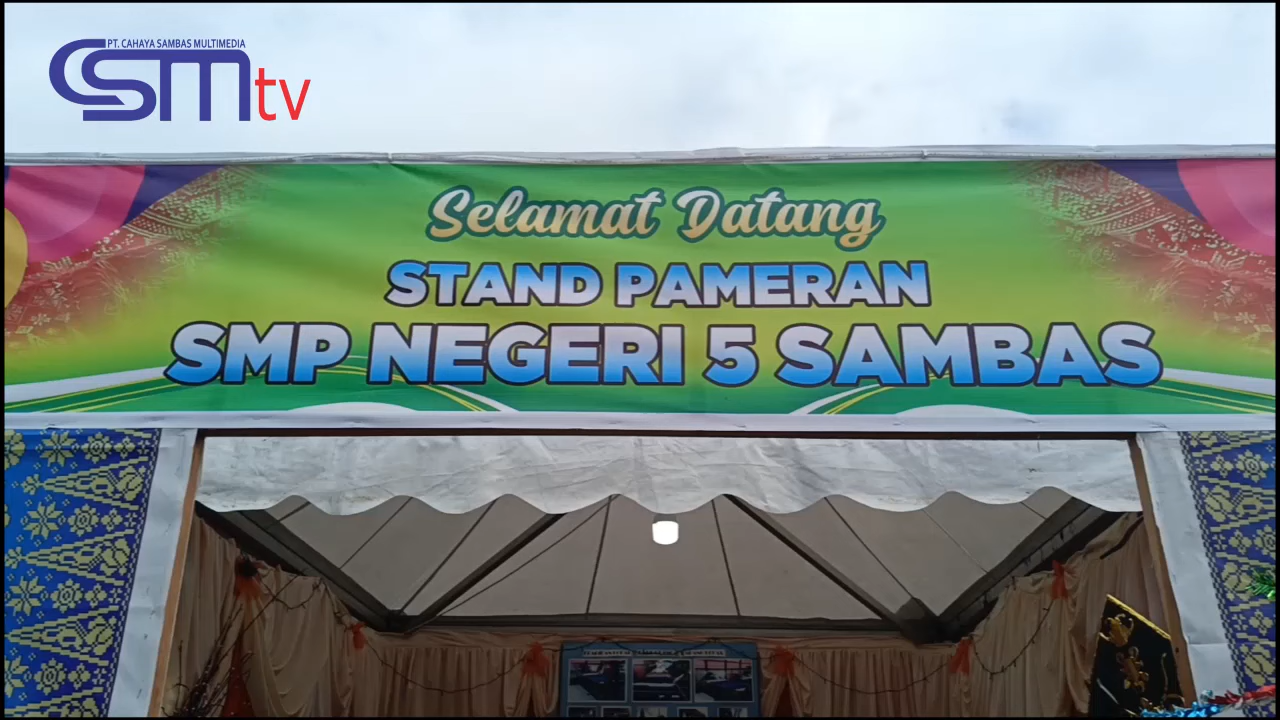 PT. CAHAYA SAMBAS MULTIMEDIA
CSMtv
Selamat Datang
STAND PAMERAN
SMP NEGERI 5 SAMBAS